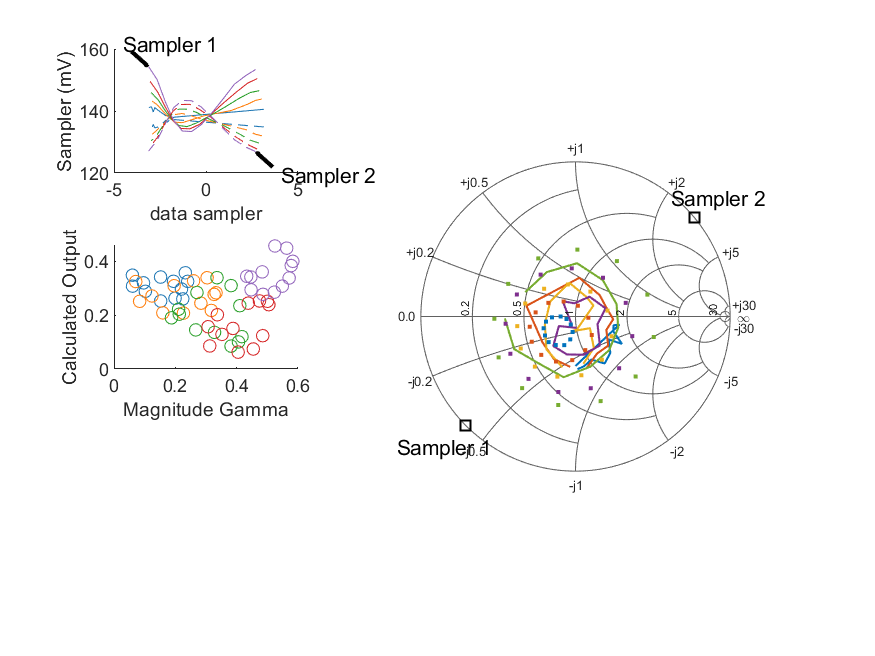 Sampler 1
160
140
120
Sampler (mV)
-5
0
5
Sampler 2
data sampler
0.4
0.2
0
Calculated Output
0
0.2
0.4
0.6
Magnitude Gamma
+j1
+j0.5
+j2
Sampler 2
+j0.2
+j5
0.0
0.2
0.5
1
2
5
30
+j30
∞
-j30
-j0.2
-j5
Sampler 1
-j0.5
-j2
-j1